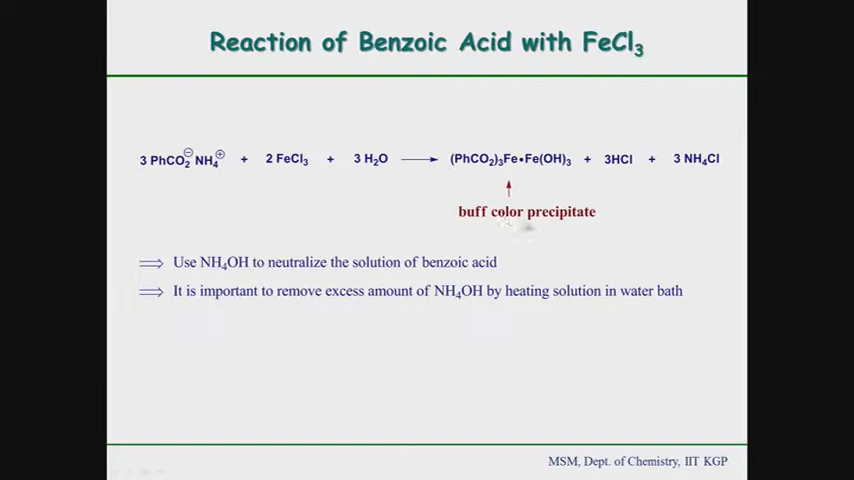 Reaction of Benzoic Acid with FeCl₃
3 PhCO₂⊖ NH₄⊕ + 2 FeCl₃ + 3 H₂O ⟶ (PhCO₂)₃Fe•Fe(OH)₃ + 3HCl + 3 NH₄Cl
buff color precipitate
⟹ Use NH₄OH to neutralize the solution of benzoic acid
⟹ It is important to remove excess amount of NH₄OH by heating solution in water bath
MSM, Dept. of Chemistry, IIT KGP